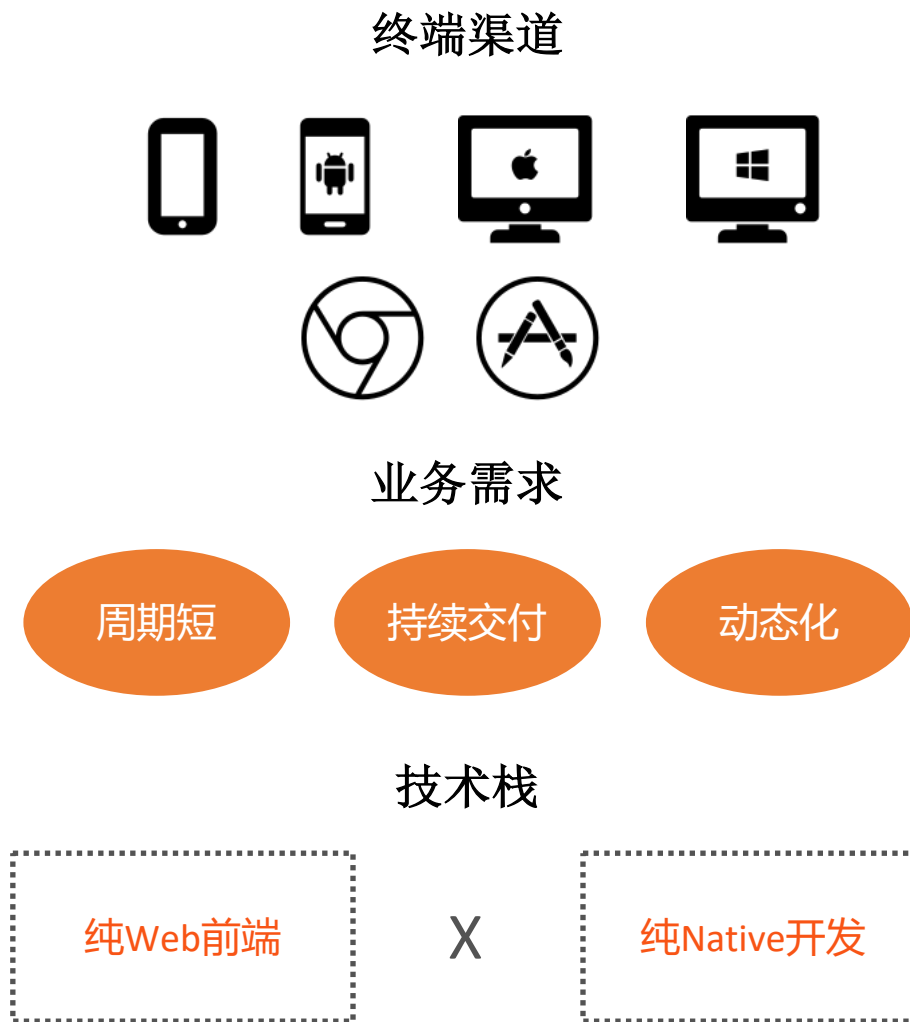 终端渠道
业务需求
周期短
持续交付
动态化
技术栈
纯Web前端
X
纯Native开发